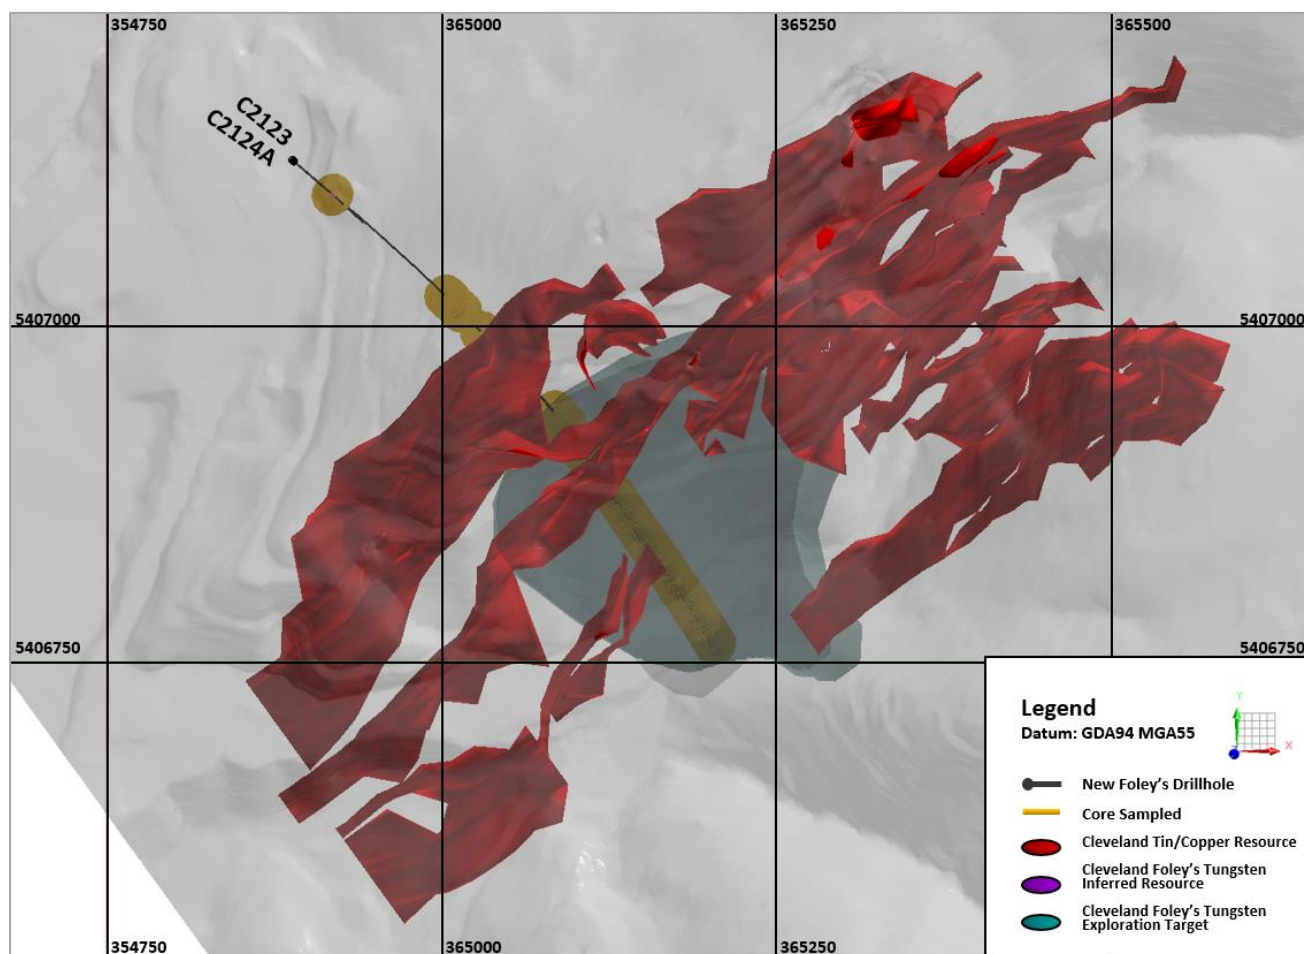 354750
365000
365250
365500
C2123
C2124A
5407000
5407000
5406750
5406750
Legend
Datum: GDA94 MGA55
Y
X
New Foley's Drillhole
Core Sampled
Cleveland Tin/Copper Resource
Cleveland Foley's Tungsten
Inferred Resource
Cleveland Foley's Tungsten
Exploration Target
354750
365000
365250